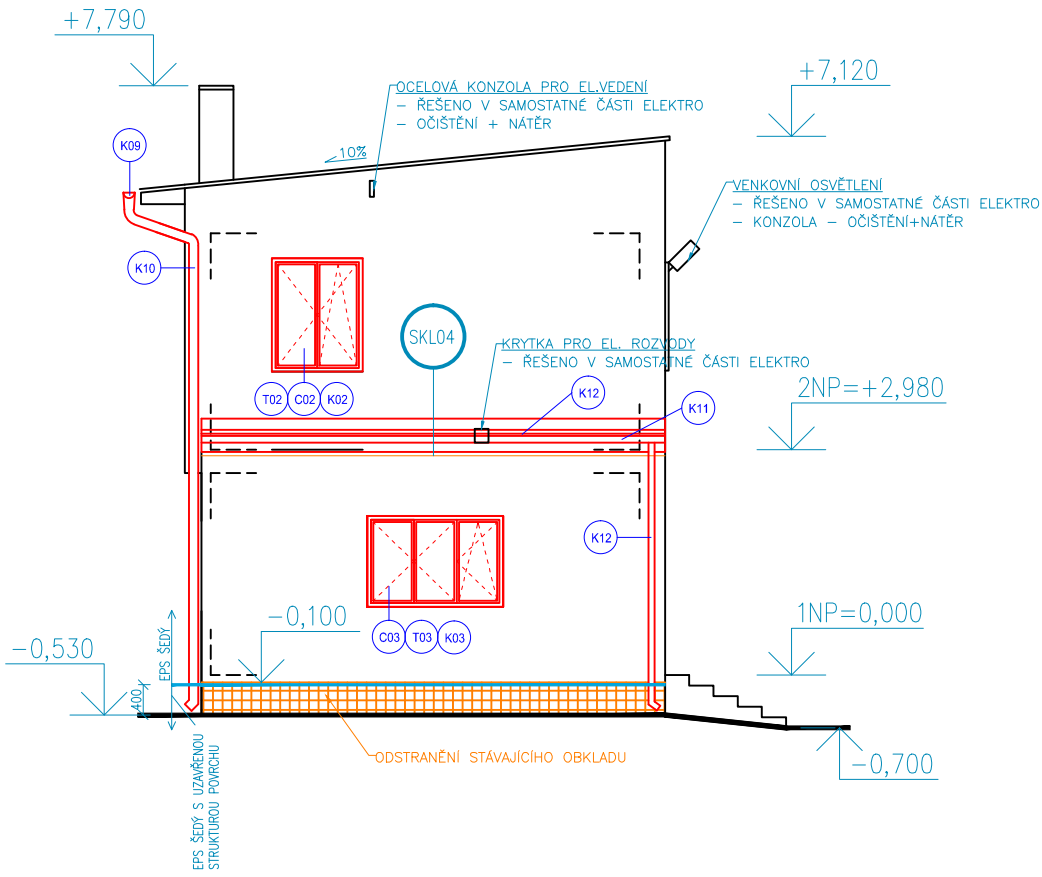 +7,790
OCELOVÁ KONZOLA PRO EL.VEDENÍ
– ŘEŠENO V SAMOSTATNÉ ČÁSTI ELEKTRO
– OČIŠTĚNÍ + NÁTĚR
+7,120
K09
10%
VENKOVNÍ OSVĚTLENÍ
– ŘEŠENO V SAMOSTATNÉ ČÁSTI ELEKTRO
– KONZOLA – OČIŠTĚNÍ+NÁTĚR
K10
SKL04
KRYTKA PRO EL. ROZVODY
– ŘEŠENO V SAMOSTATNÉ ČÁSTI ELEKTRO
T02
C02
K02
K12
K11
2NP=+2,980
K12
–0,100
1NP=0,000
C03
T03
K03
–0,530
EPS ŠEDÝ
400
EPS ŠEDÝ S UZAVŘENOU
STRUKTUROU POVRCHU
ODSTRANĚNÍ STÁVAJÍCÍHO OBKLADU
–0,700